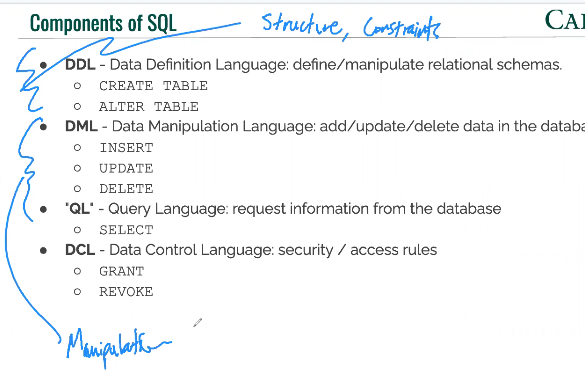 Components of SQL
Structure, Constraints
CA
● DDL - Data Definition Language: define/manipulate relational schemas.
○ CREATE TABLE
○ ALTER TABLE
● DML - Data Manipulation Language: add/update/delete data in the databa
○ INSERT
○ UPDATE
○ DELETE
● "QL" - Query Language: request information from the database
○ SELECT
● DCL - Data Control Language: security / access rules
○ GRANT
○ REVOKE
Manipulation